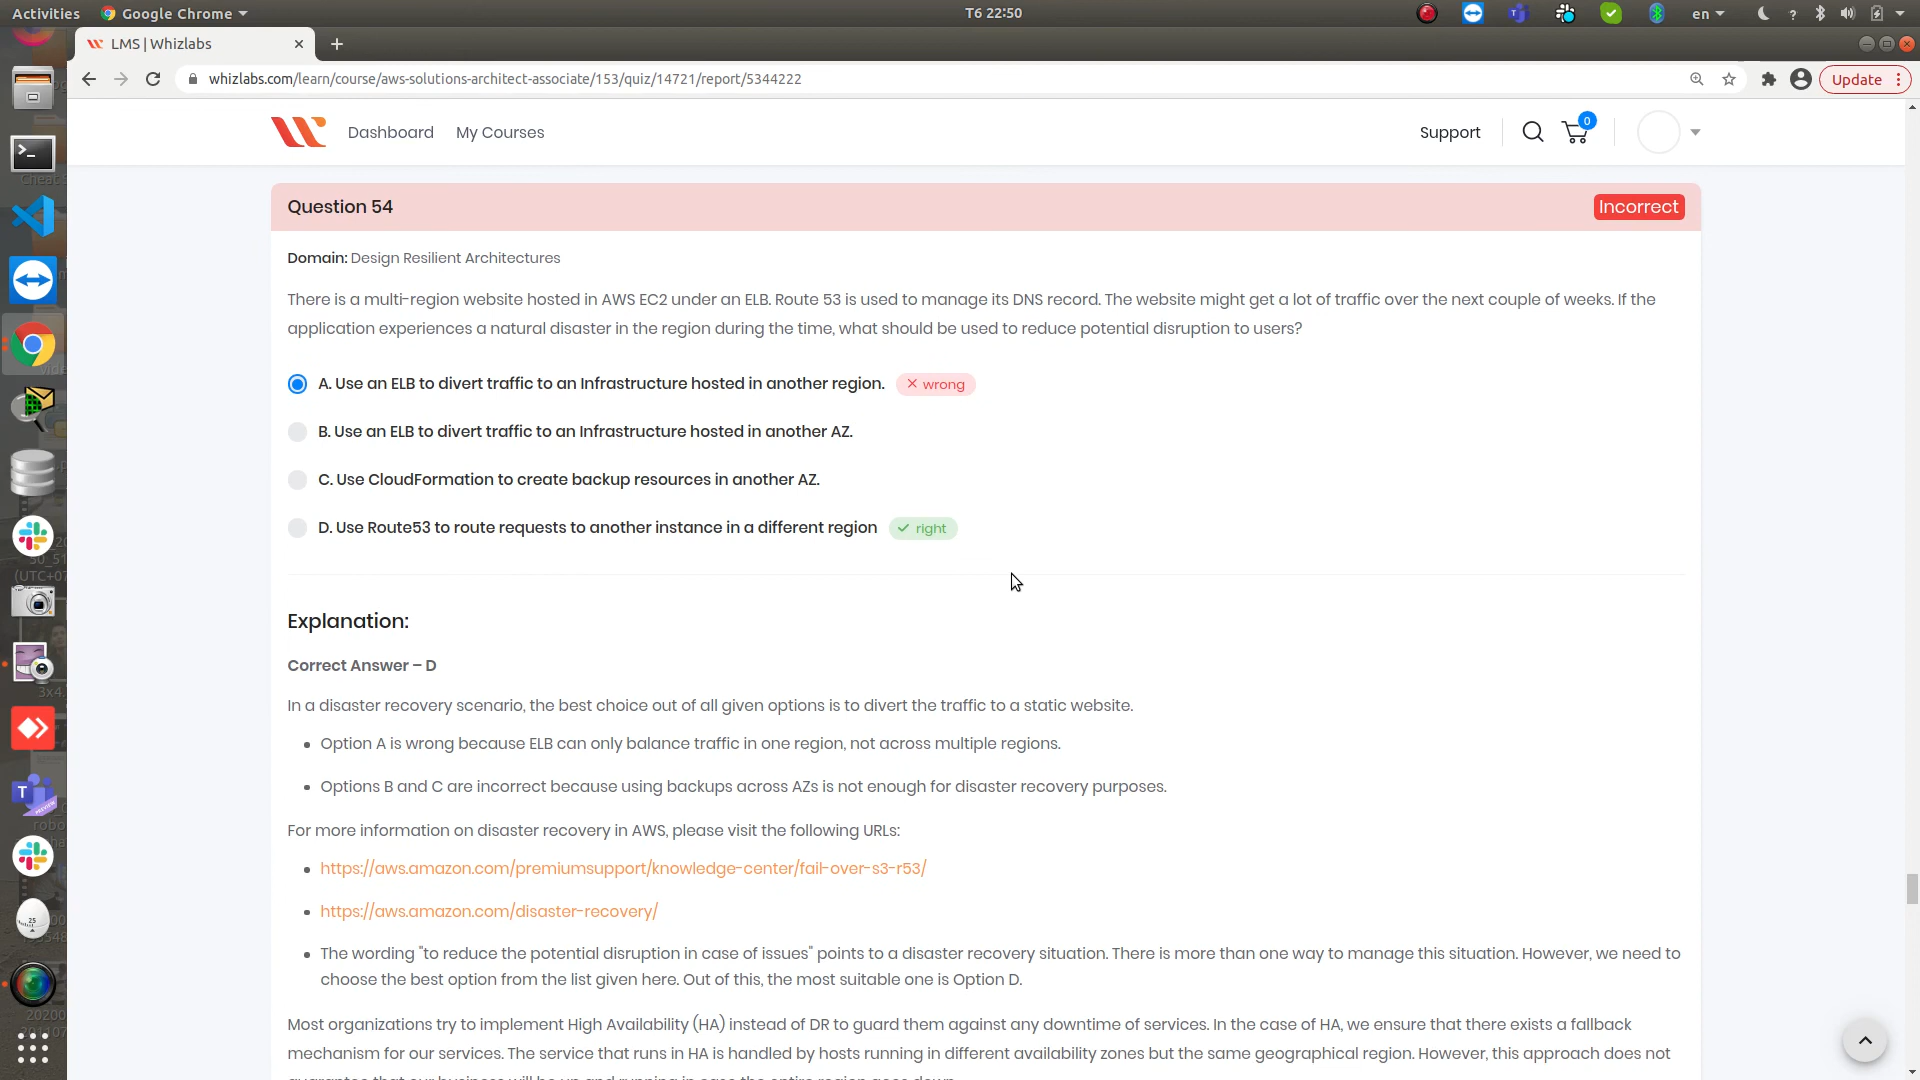 Activities Google Chrome T6 22:50 en
LMS | Whizlabs
whizlabs.com/learn/course/aws-solutions-architect-associate/153/quiz/14721/report/5344222 Update
Dashboard My Courses Support 0
Question 54 Incorrect
Domain: Design Resilient Architectures
There is a multi-region website hosted in AWS EC2 under an ELB. Route 53 is used to manage its DNS record. The website might get a lot of traffic over the next couple of weeks. If the
application experiences a natural disaster in the region during the time, what should be used to reduce potential disruption to users?
A. Use an ELB to divert traffic to an Infrastructure hosted in another region. wrong
B. Use an ELB to divert traffic to an Infrastructure hosted in another AZ.
C. Use CloudFormation to create backup resources in another AZ.
D. Use Route53 to route requests to another instance in a different region right
Explanation:
Correct Answer – D
In a disaster recovery scenario, the best choice out of all given options is to divert the traffic to a static website.
• Option A is wrong because ELB can only balance traffic in one region, not across multiple regions.
• Options B and C are incorrect because using backups across AZs is not enough for disaster recovery purposes.
For more information on disaster recovery in AWS, please visit the following URLs:
• https://aws.amazon.com/premiumsupport/knowledge-center/fail-over-s3-r53/
• https://aws.amazon.com/disaster-recovery/
• The wording "to reduce the potential disruption in case of issues" points to a disaster recovery situation. There is more than one way to manage this situation. However, we need to
choose the best option from the list given here. Out of this, the most suitable one is Option D.
Most organizations try to implement High Availability (HA) instead of DR to guard them against any downtime of services. In the case of HA, we ensure that there exists a fallback
mechanism for our services. The service that runs in HA is handled by hosts running in different availability zones but the same geographical region. However, this approach does not